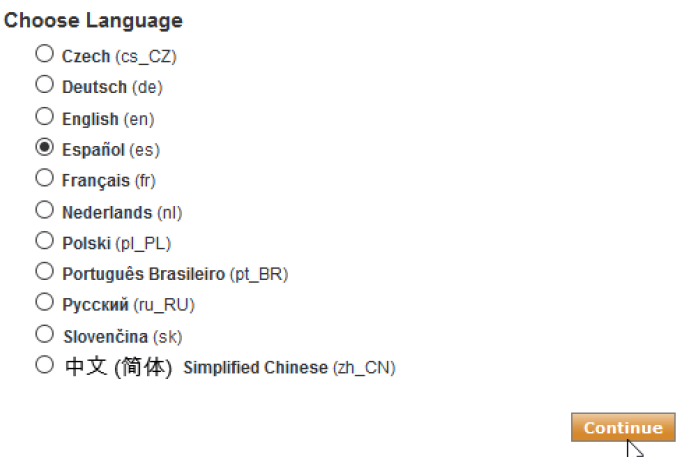 Choose Language
Czech (cs_CZ)
Deutsch (de)
English (en)
Español (es)
Français (fr)
Nederlands (nl)
Polski (pl_PL)
Português Brasileiro (pt_BR)
Русский (ru_RU)
Slovenčina (sk)
中文 (简体) Simplified Chinese (zh_CN)
Continue